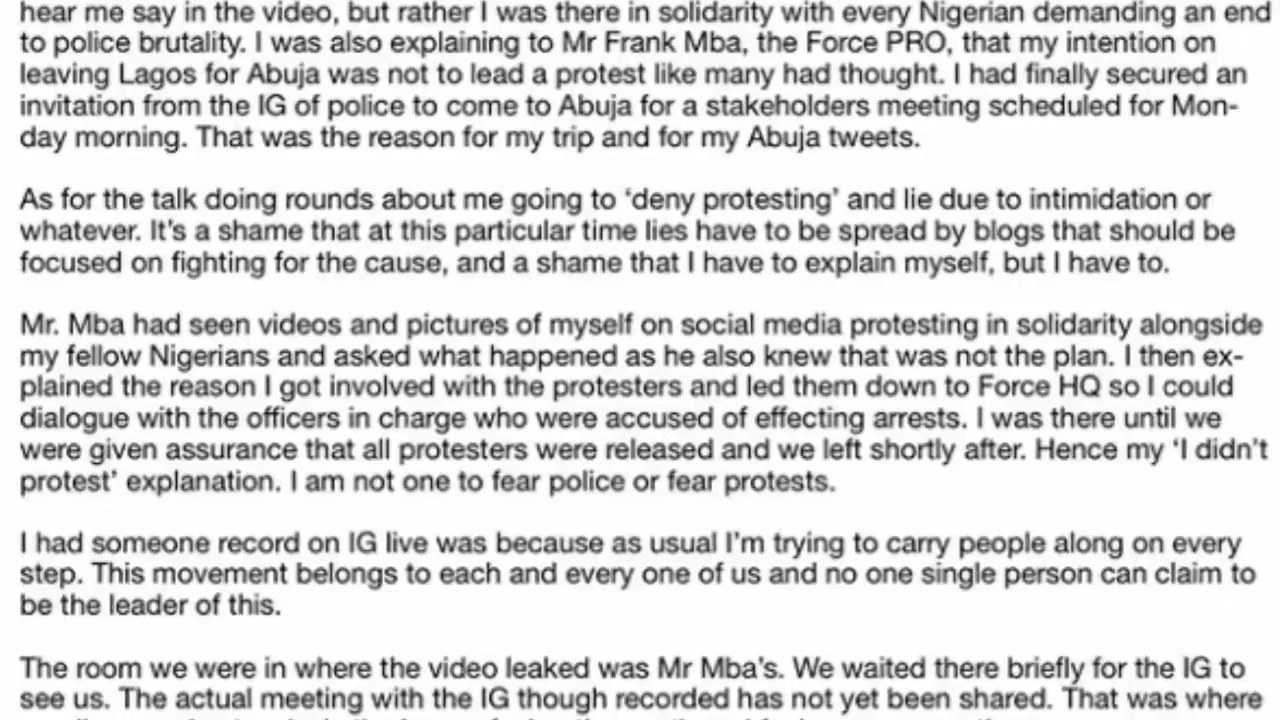 hear me say in the video, but rather I was there in solidarity with every Nigerian demanding an end
to police brutality. I was also explaining to Mr Frank Mba, the Force PRO, that my intention on
leaving Lagos for Abuja was not to lead a protest like many had thought. I had finally secured an
invitation from the IG of police to come to Abuja for a stakeholders meeting scheduled for Mon-
day morning. That was the reason for my trip and for my Abuja tweets.
As for the talk doing rounds about me going to ‘deny protesting’ and lie due to intimidation or
whatever. It’s a shame that at this particular time lies have to be spread by blogs that should be
focused on fighting for the cause, and a shame that I have to explain myself, but I have to.
Mr. Mba had seen videos and pictures of myself on social media protesting in solidarity alongside
my fellow Nigerians and asked what happened as he also knew that was not the plan. I then ex-
plained the reason I got involved with the protesters and led them down to Force HQ so I could
dialogue with the officers in charge who were accused of effecting arrests. I was there until we
were given assurance that all protesters were released and we left shortly after. Hence my ‘I didn’t
protest’ explanation. I am not one to fear police or fear protests.
I had someone record on IG live was because as usual I’m trying to carry people along on every
step. This movement belongs to each and every one of us and no one single person can claim to
be the leader of this.
The room we were in where the video leaked was Mr Mba’s. We waited there briefly for the IG to
see us. The actual meeting with the IG though recorded has not yet been shared. That was where